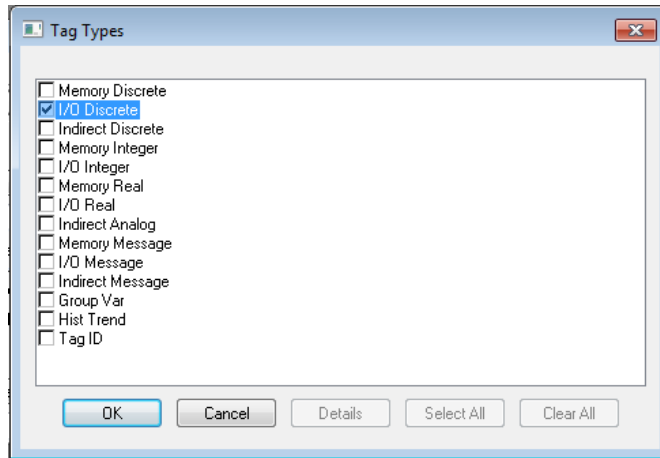 Tag Types
Memory Discrete
I/O Discrete
Indirect Discrete
Memory Integer
I/O Integer
Memory Real
I/O Real
Indirect Analog
Memory Message
I/O Message
Indirect Message
Group Var
Hist Trend
Tag ID
OK Cancel Details Select All Clear All